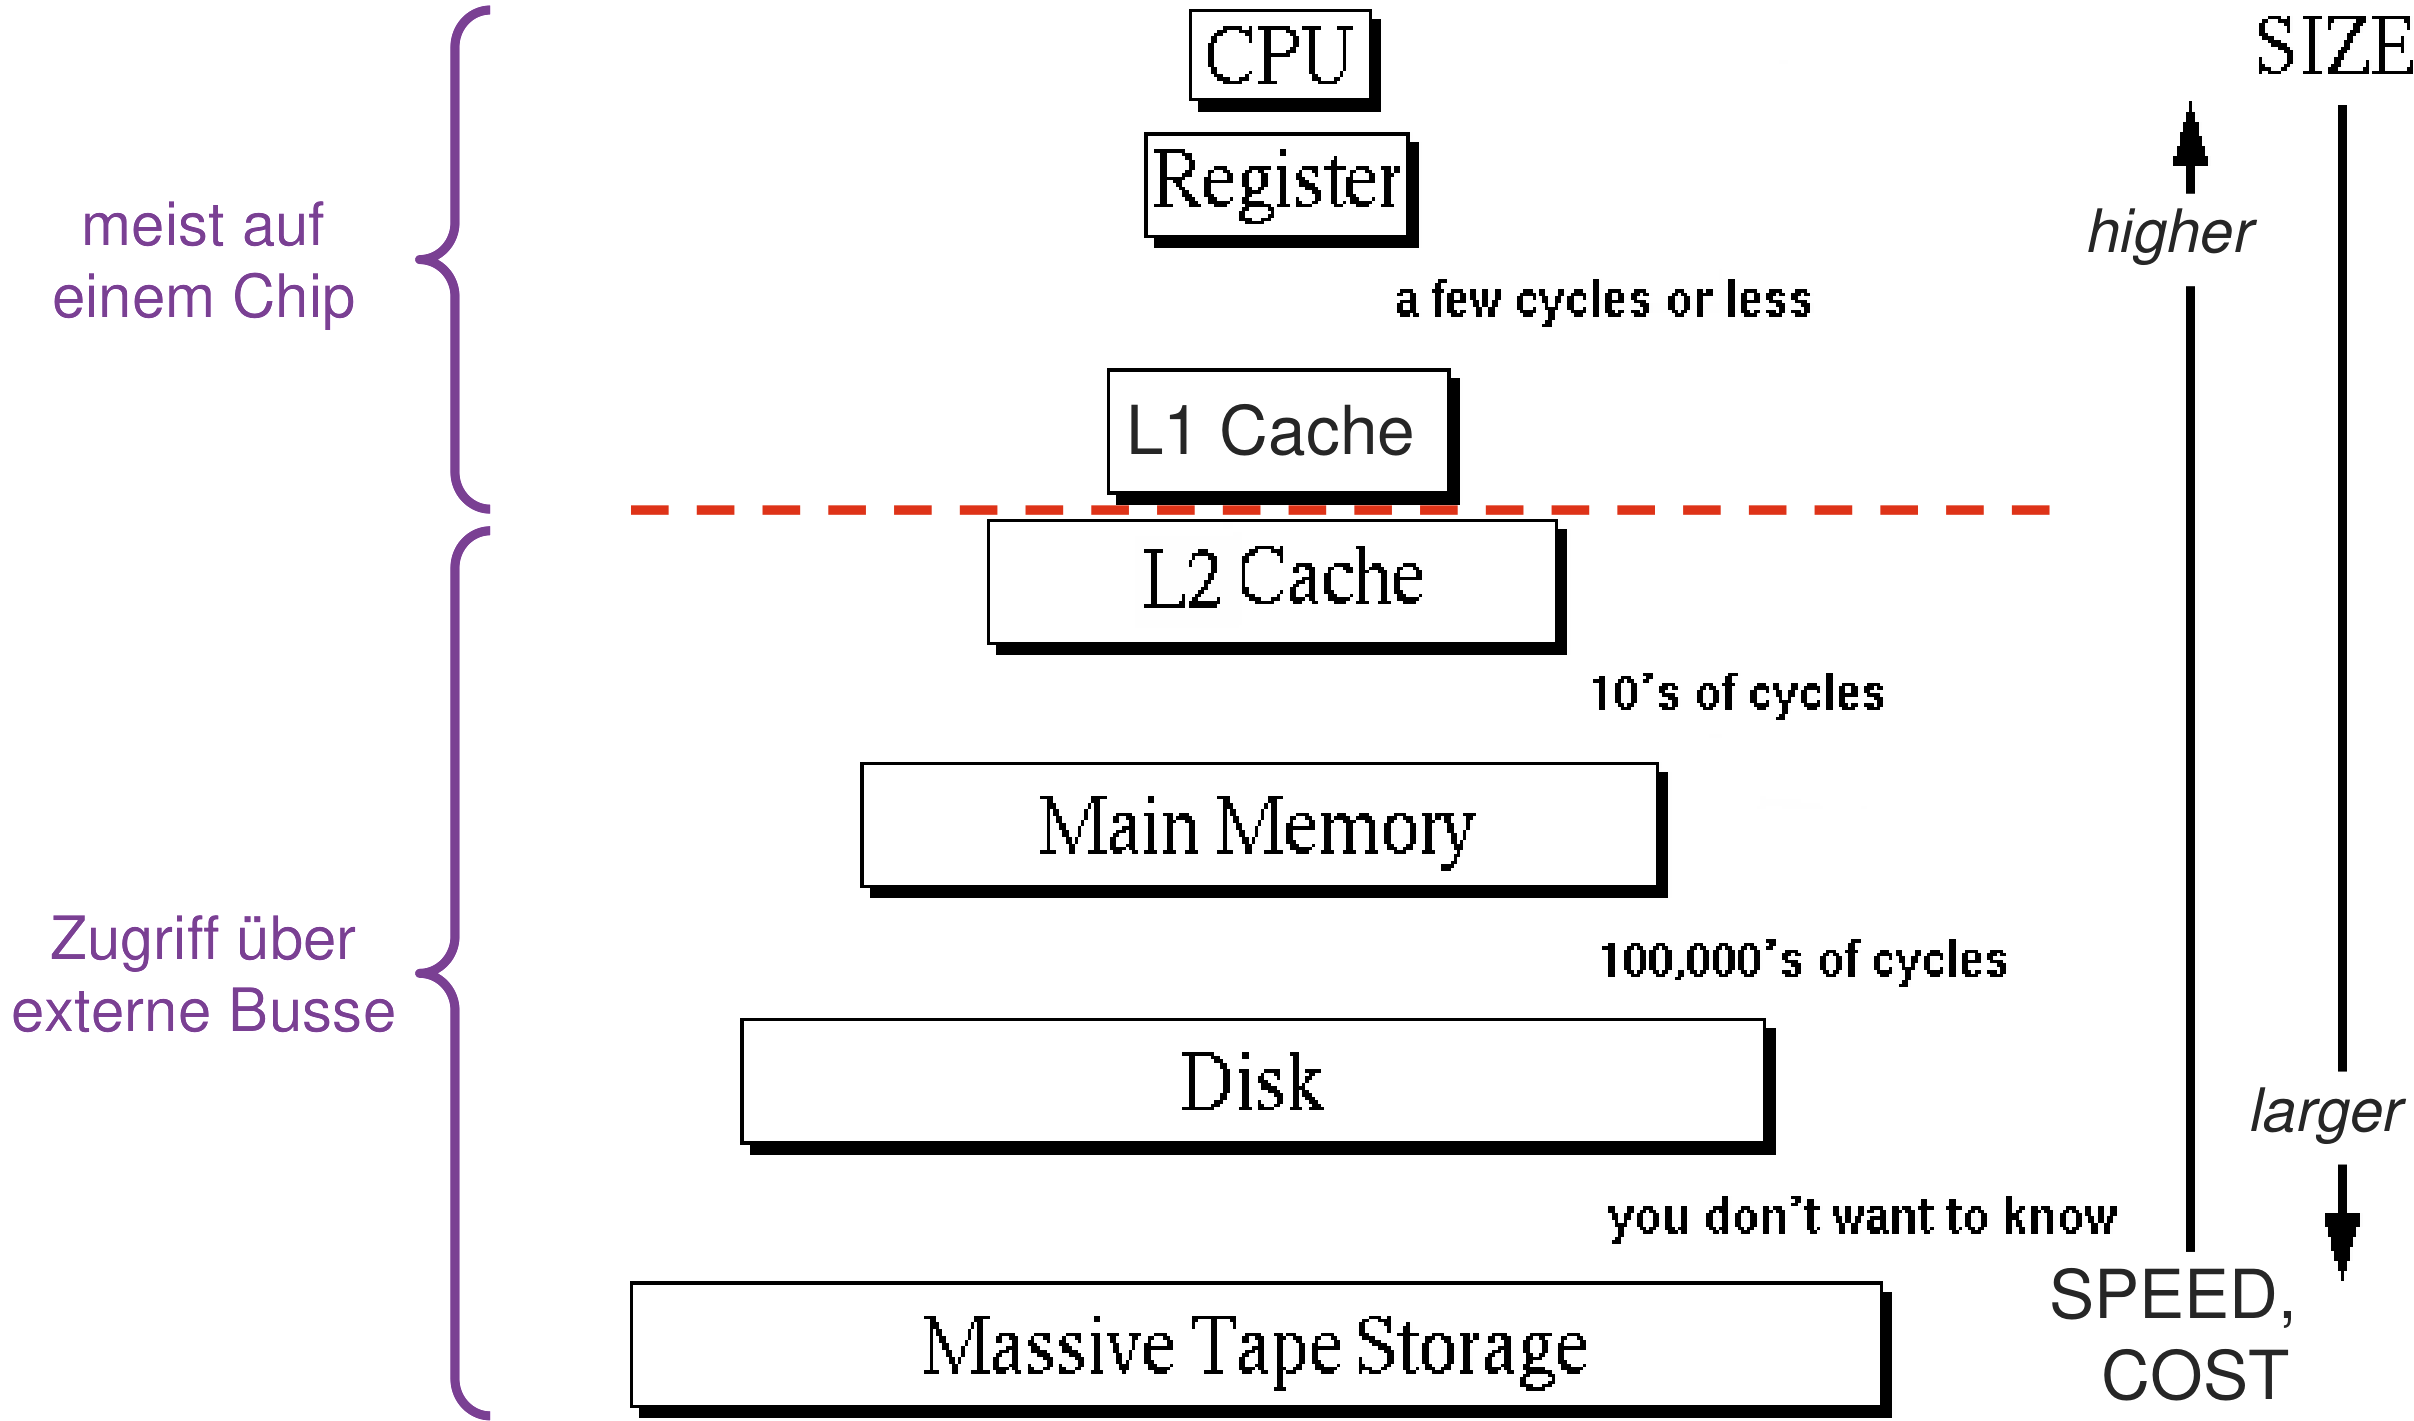 CPU
SIZE
Register
higher
meist auf
einem Chip
a few cycles or less
L1 Cache
L2 Cache
10's of cycles
Main Memory
Zugriff über
externe Busse
100,000's of cycles
Disk
larger
you don't want to know
SPEED,
COST
Massive Tape Storage